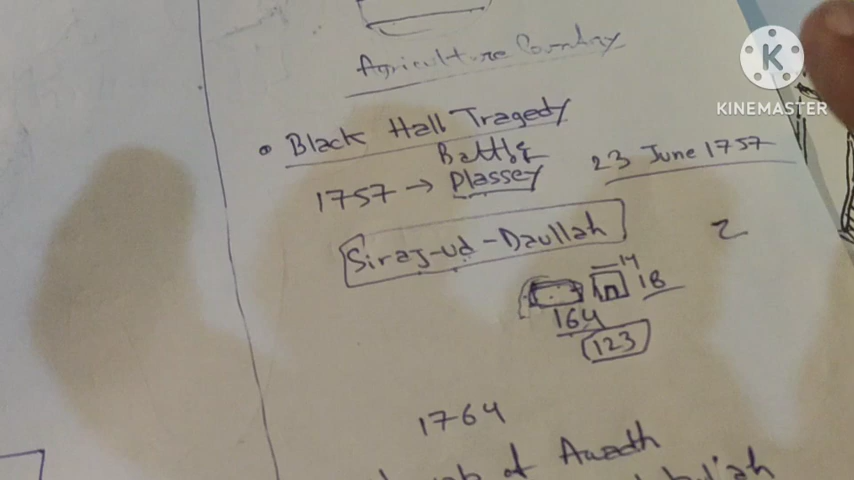 Agriculture Country
KINEMASTER
• Black Hall Tragedy
Battle
1757 → Plassey
23 June 1757
Siraj-ud-Daullah
14
18
164
123
1764
of Awadh